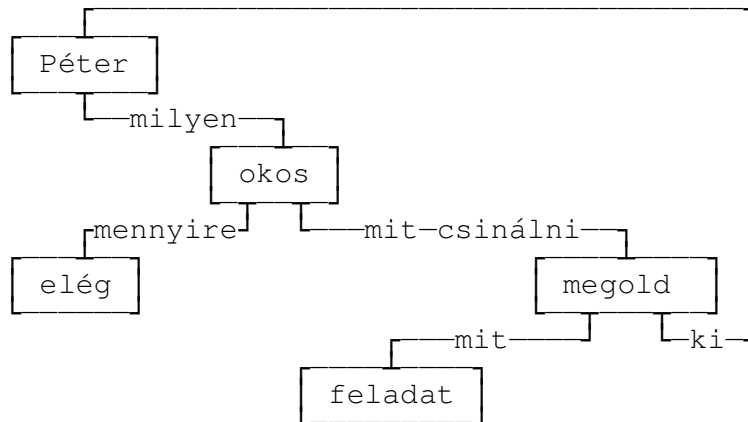 Péter
milyen
okos
mennyire mit-csinálni
elég megold
mit ki
feladat